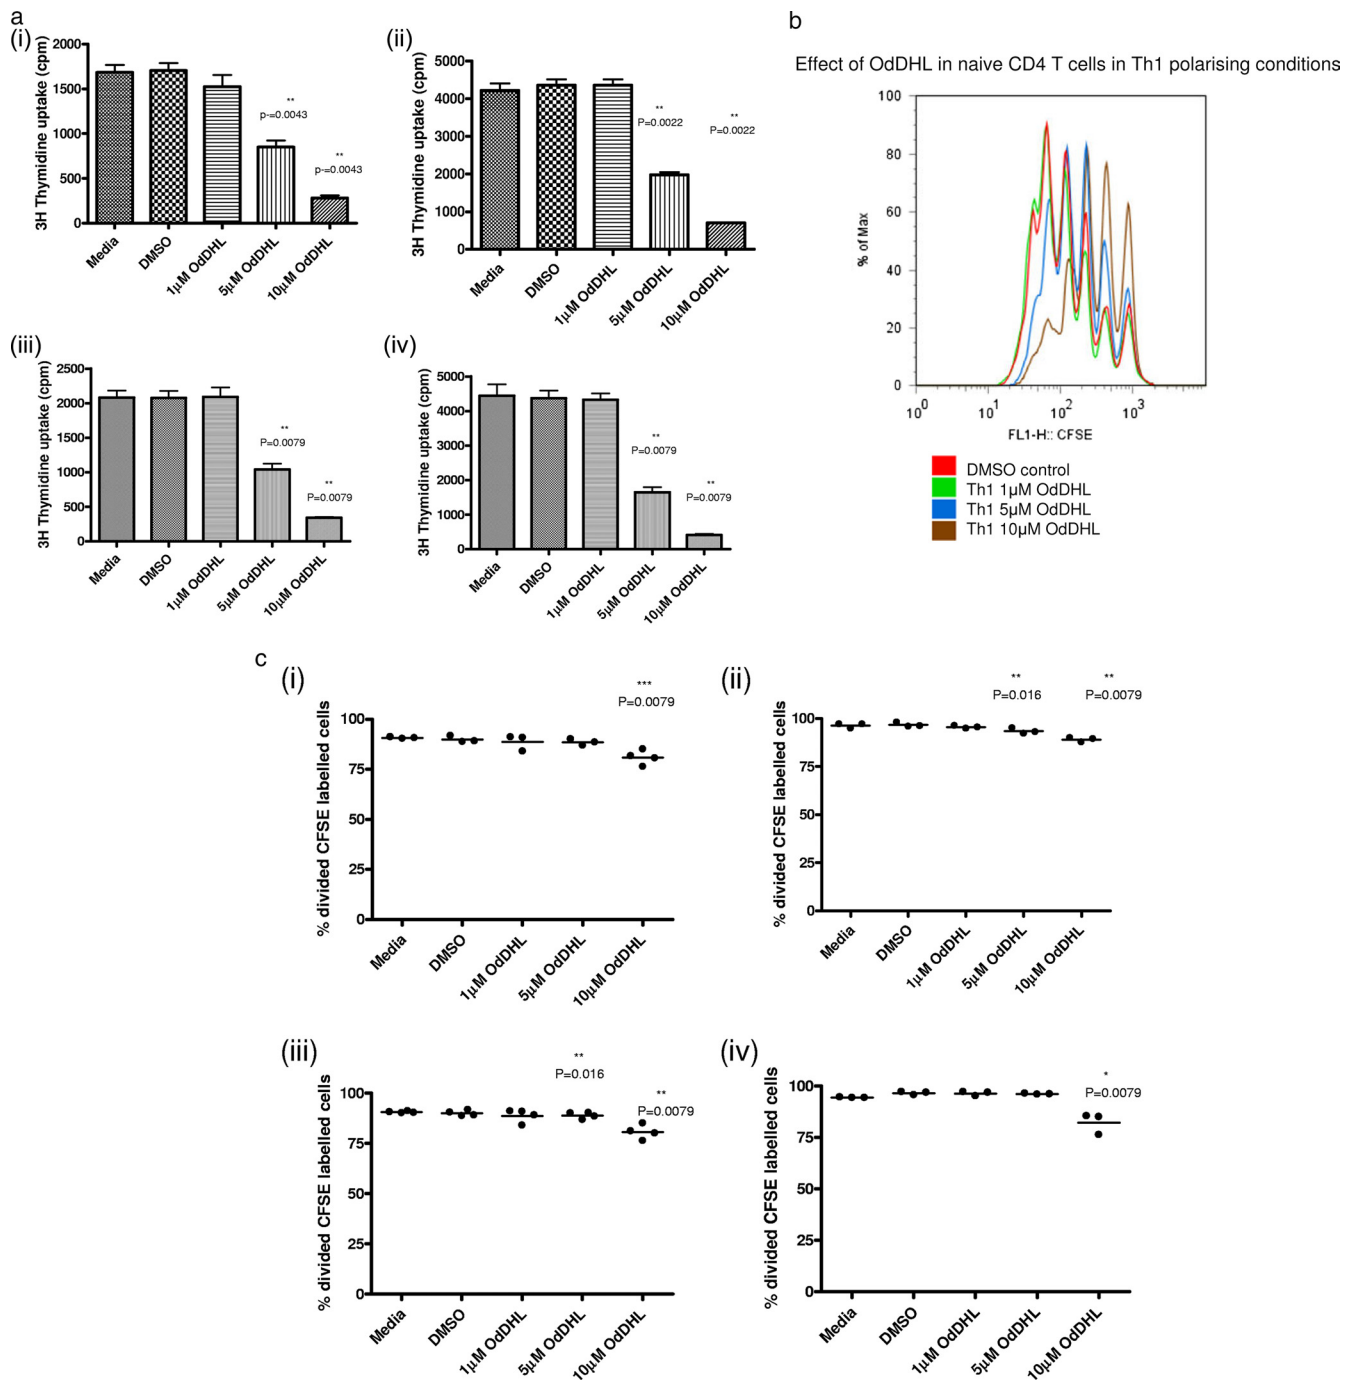 a
(i)
3H Thymidine uptake (cpm)
2000
1500
1000
500
0
**
p-=0.0043
**
p-=0.0043
Media
DMSO
1µM OdDHL
5µM OdDHL
10µM OdDHL
(ii)
3H Thymidine uptake (cpm)
5000
4000
3000
2000
1000
0
**
P=0.0022
**
P=0.0022
Media
DMSO
1µM OdDHL
5µM OdDHL
10µM OdDHL
(iii)
3H Thymidine uptake (cpm)
2500
2000
1500
1000
500
0
**
P=0.0079
**
P=0.0079
Media
DMSO
1µM OdDHL
5µM OdDHL
10µM OdDHL
(iv)
3H Thymidine uptake (cpm)
5000
4000
3000
2000
1000
0
**
P=0.0079
**
P=0.0079
Media
DMSO
1µM OdDHL
5µM OdDHL
10µM OdDHL
b
Effect of OdDHL in naive CD4 T cells in Th1 polarising conditions
% of Max
100
80
60
40
20
0
10^0 10^1 10^2 10^3
FL1-H:: CFSE
DMSO control
Th1 1µM OdDHL
Th1 5µM OdDHL
Th1 10µM OdDHL
c
(i)
% divided CFSE labelled cells
100
75
50
25
0
***
P=0.0079
Media
DMSO
1µM OdDHL
5µM OdDHL
10µM OdDHL
(ii)
% divided CFSE labelled cells
100
75
50
25
0
**
P=0.016
**
P=0.0079
Media
DMSO
1µM OdDHL
5µM OdDHL
10µM OdDHL
(iii)
% divided CFSE labelled cells
100
75
50
25
0
**
P=0.016
**
P=0.0079
Media
DMSO
1µM OdDHL
5µM OdDHL
10µM OdDHL
(iv)
% divided CFSE labelled cells
100
75
50
25
0
*
P=0.0079
Media
DMSO
1µM OdDHL
5µM OdDHL
10µM OdDHL